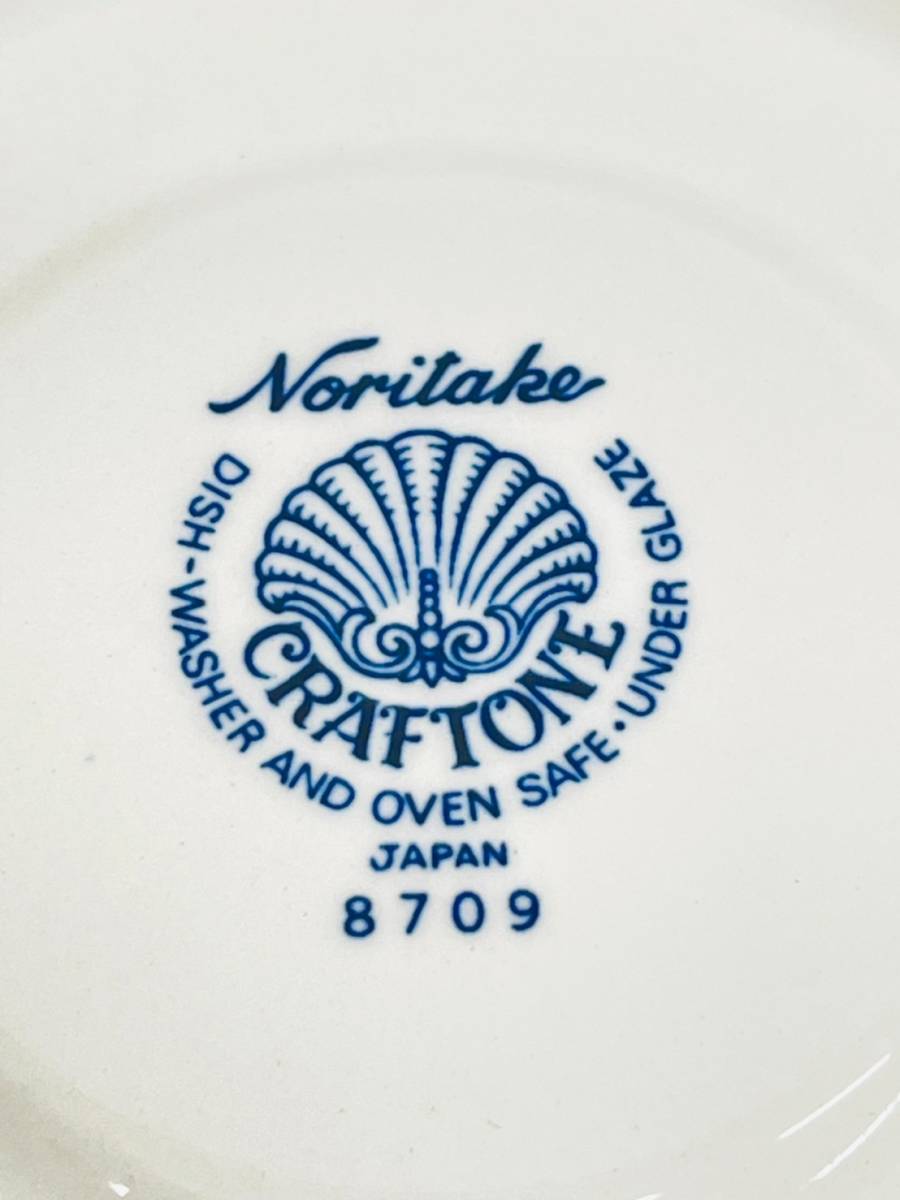 Noritake
CRAFTONE
DISH-WASHER AND OVEN SAFE·UNDER GLAZE
JAPAN
8709